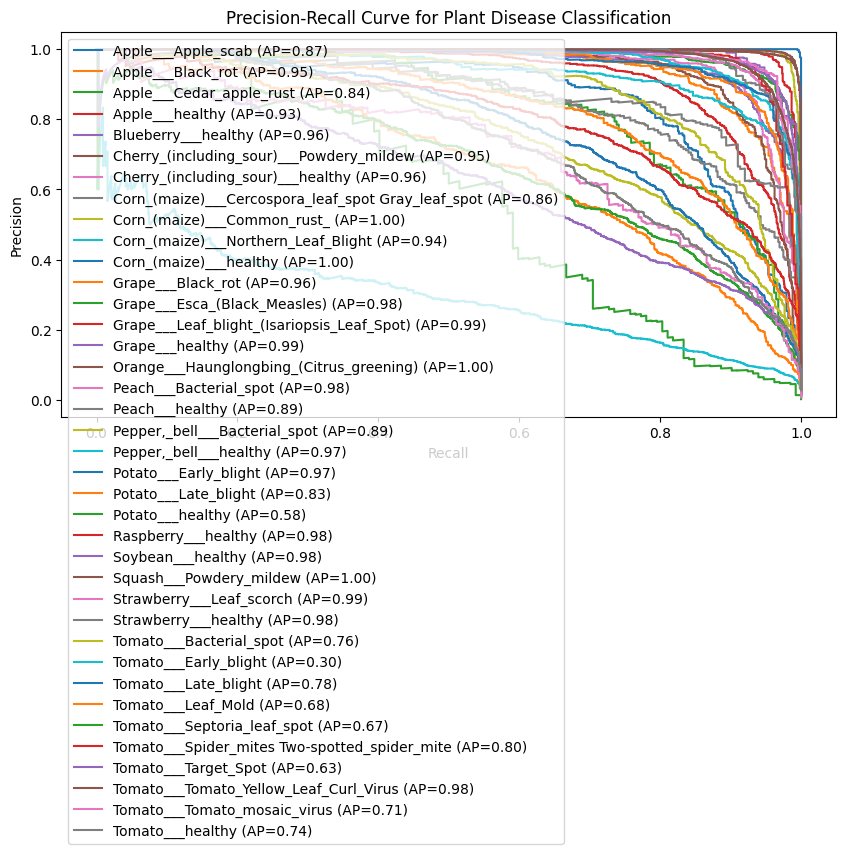 Precision-Recall Curve for Plant Disease Classification
1.0
0.8
0.6
0.4
0.2
0.0
Precision
Apple___Apple_scab (AP=0.87)
Apple___Black_rot (AP=0.95)
Apple___Cedar_apple_rust (AP=0.84)
Apple___healthy (AP=0.93)
Blueberry___healthy (AP=0.96)
Cherry_(including_sour)___Powdery_mildew (AP=0.95)
Cherry_(including_sour)___healthy (AP=0.96)
Corn_(maize)___Cercospora_leaf_spot Gray_leaf_spot (AP=0.86)
Corn_(maize)___Common_rust_ (AP=1.00)
Corn_(maize)___Northern_Leaf_Blight (AP=0.94)
Corn_(maize)___healthy (AP=1.00)
Grape___Black_rot (AP=0.96)
Grape___Esca_(Black_Measles) (AP=0.98)
Grape___Leaf_blight_(Isariopsis_Leaf_Spot) (AP=0.99)
Grape___healthy (AP=0.99)
Orange___Haunglongbing_(Citrus_greening) (AP=1.00)
Peach___Bacterial_spot (AP=0.98)
Peach___healthy (AP=0.89)
Pepper,_bell___Bacterial_spot (AP=0.89)
Pepper,_bell___healthy (AP=0.97)
Potato___Early_blight (AP=0.97)
Potato___Late_blight (AP=0.83)
Potato___healthy (AP=0.58)
Raspberry___healthy (AP=0.98)
Soybean___healthy (AP=0.98)
Squash___Powdery_mildew (AP=1.00)
Strawberry___Leaf_scorch (AP=0.99)
Strawberry___healthy (AP=0.98)
Tomato___Bacterial_spot (AP=0.76)
Tomato___Early_blight (AP=0.30)
Tomato___Late_blight (AP=0.78)
Tomato___Leaf_Mold (AP=0.68)
Tomato___Septoria_leaf_spot (AP=0.67)
Tomato___Spider_mites Two-spotted_spider_mite (AP=0.80)
Tomato___Target_Spot (AP=0.63)
Tomato___Tomato_Yellow_Leaf_Curl_Virus (AP=0.98)
Tomato___Tomato_mosaic_virus (AP=0.71)
Tomato___healthy (AP=0.74)
0.0 0.6 0.8 1.0
Recall